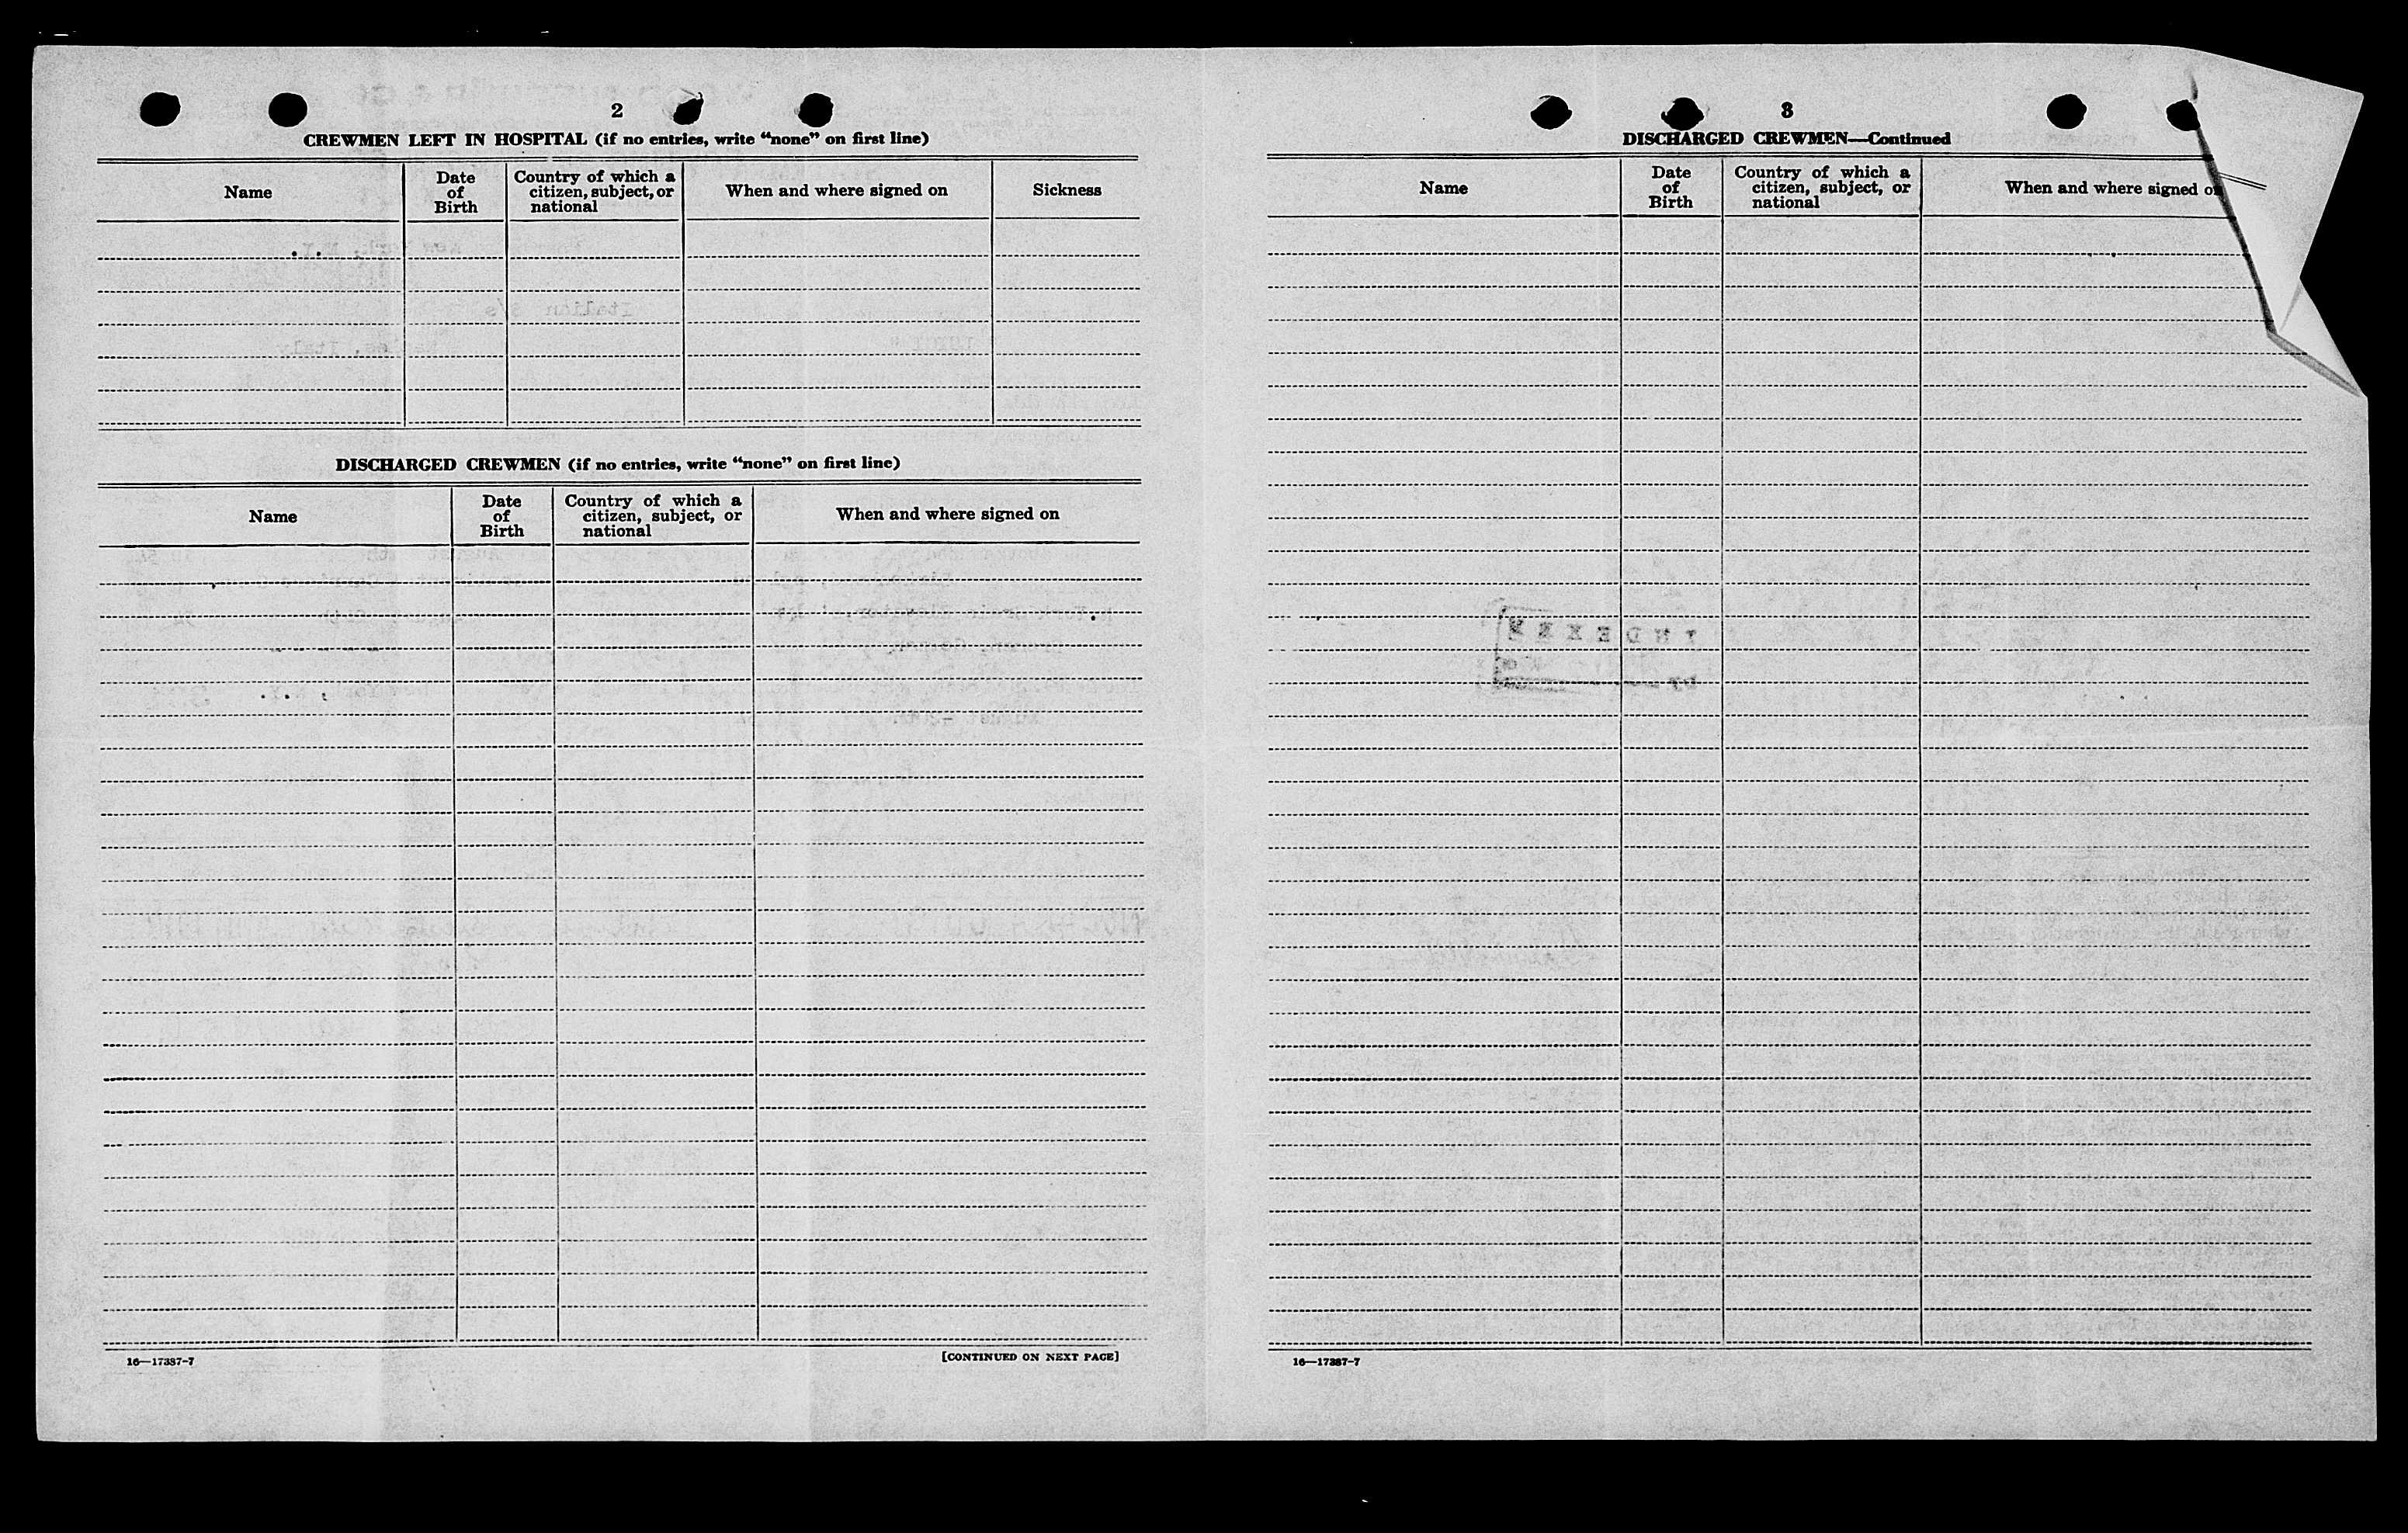 2
CREWMEN LEFT IN HOSPITAL (if no entries, write “none” on first line)
Name
Date of Birth
Country of which a citizen, subject, or national
When and where signed on
Sickness
DISCHARGED CREWMEN (if no entries, write “none” on first line)
Name
Date of Birth
Country of which a citizen, subject, or national
When and where signed on
16—17387-7
[CONTINUED ON NEXT PAGE]
3
DISCHARGED CREWMEN—Continued
Name
Date of Birth
Country of which a citizen, subject, or national
When and where signed on
INDEXED
by
16—17387-7